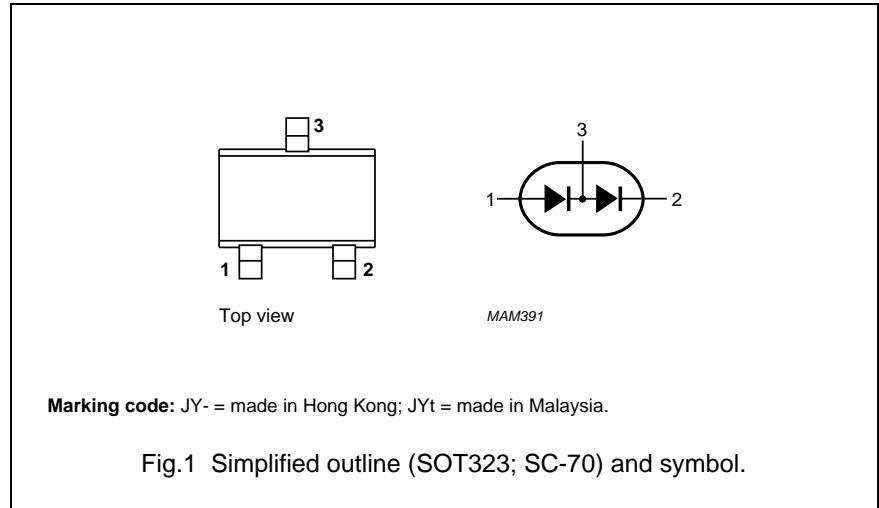 3
1
2
Top view
3
1
2
MAM391
Marking code: JY- = made in Hong Kong; JYt = made in Malaysia.
Fig.1 Simplified outline (SOT323; SC-70) and symbol.